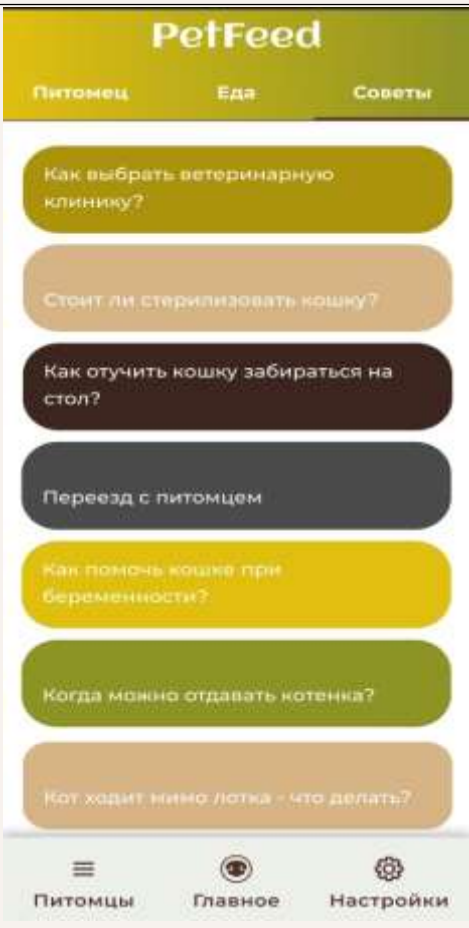 PetFeed
Питомец Еда Советы
Как выбрать ветеринарную
клинику?
Стоит ли стерилизовать кошку?
Как отучить кошку забираться на
стол?
Переезд с питомцем
Как помочь кошке при
беременности?
Когда можно отдавать котенка?
Кот ходит мимо лотка - что делать?
Питомцы Главное Настройки